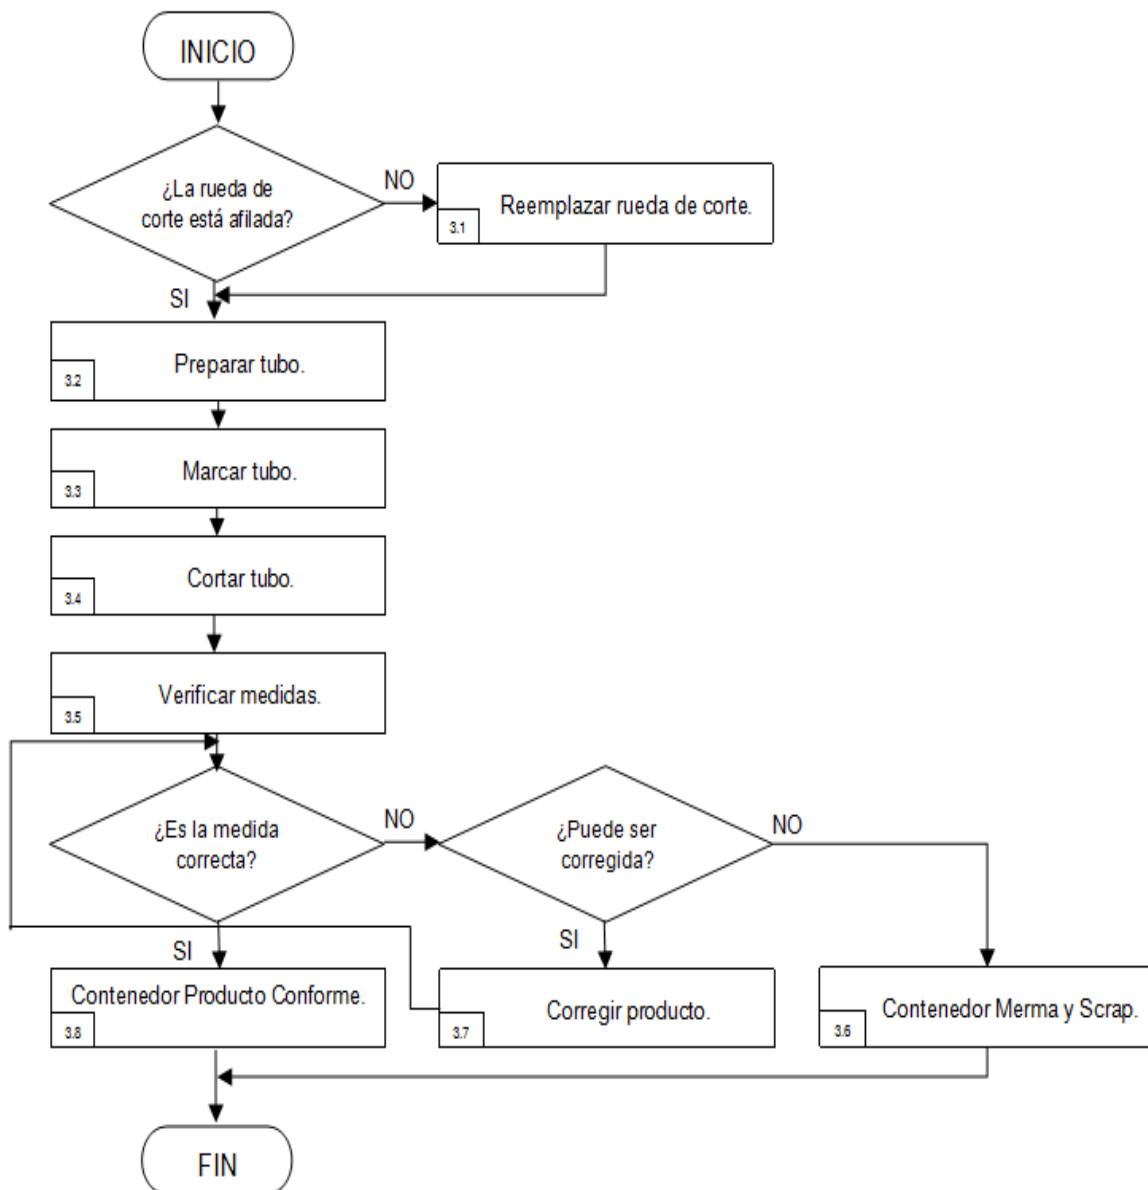 INICIO
¿La rueda de
corte está afilada?
NO
Reemplazar rueda de corte.
3.1
SI
Preparar tubo.
3.2
Marcar tubo.
3.3
Cortar tubo.
3.4
Verificar medidas.
3.5
¿Es la medida
correcta?
NO
¿Puede ser
corregida?
NO
SI
SI
Contenedor Producto Conforme.
3.8
Corregir producto.
3.7
Contenedor Merma y Scrap.
3.6
FIN